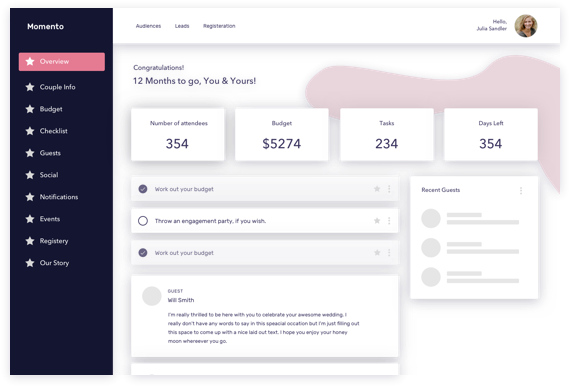 Momento
Audiences
Leads
Registeration
Hello,
Julia Sandler
Overview
Couple Info
Budget
Checklist
Guests
Social
Notifications
Events
Registery
Our Story
Congratulations!
12 Months to go, You & Yours!
Number of attendees
354
Budget
$5274
Tasks
234
Days Left
354
Work out your budget
Throw an engagement party, if you wish.
Work out your budget
Recent Guests
GUEST
Will Smith
I'm really thrilled to be here with you to celebrate your awesome wedding, I
really don't have any words to say in this speacial occation but I'm just filling out
this space to come up with a nice laid out text. I hope you enjoy your honey
moon whereever you go.